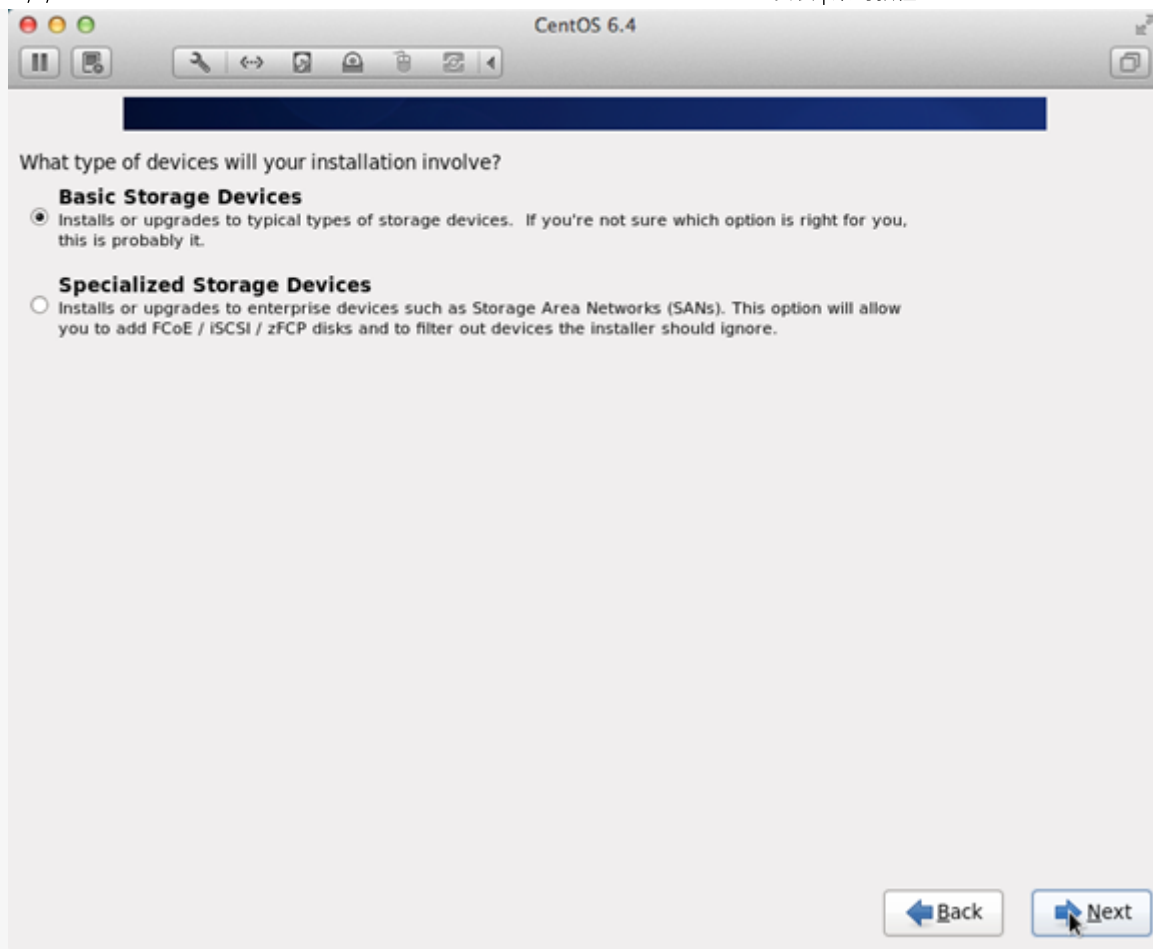 CentOS 6.4
What type of devices will your installation involve?
Basic Storage Devices
Installs or upgrades to typical types of storage devices.  If you're not sure which option is right for you,
this is probably it.
Specialized Storage Devices
Installs or upgrades to enterprise devices such as Storage Area Networks (SANs). This option will allow
you to add FCoE / iSCSI / zFCP disks and to filter out devices the installer should ignore.
Back
Next